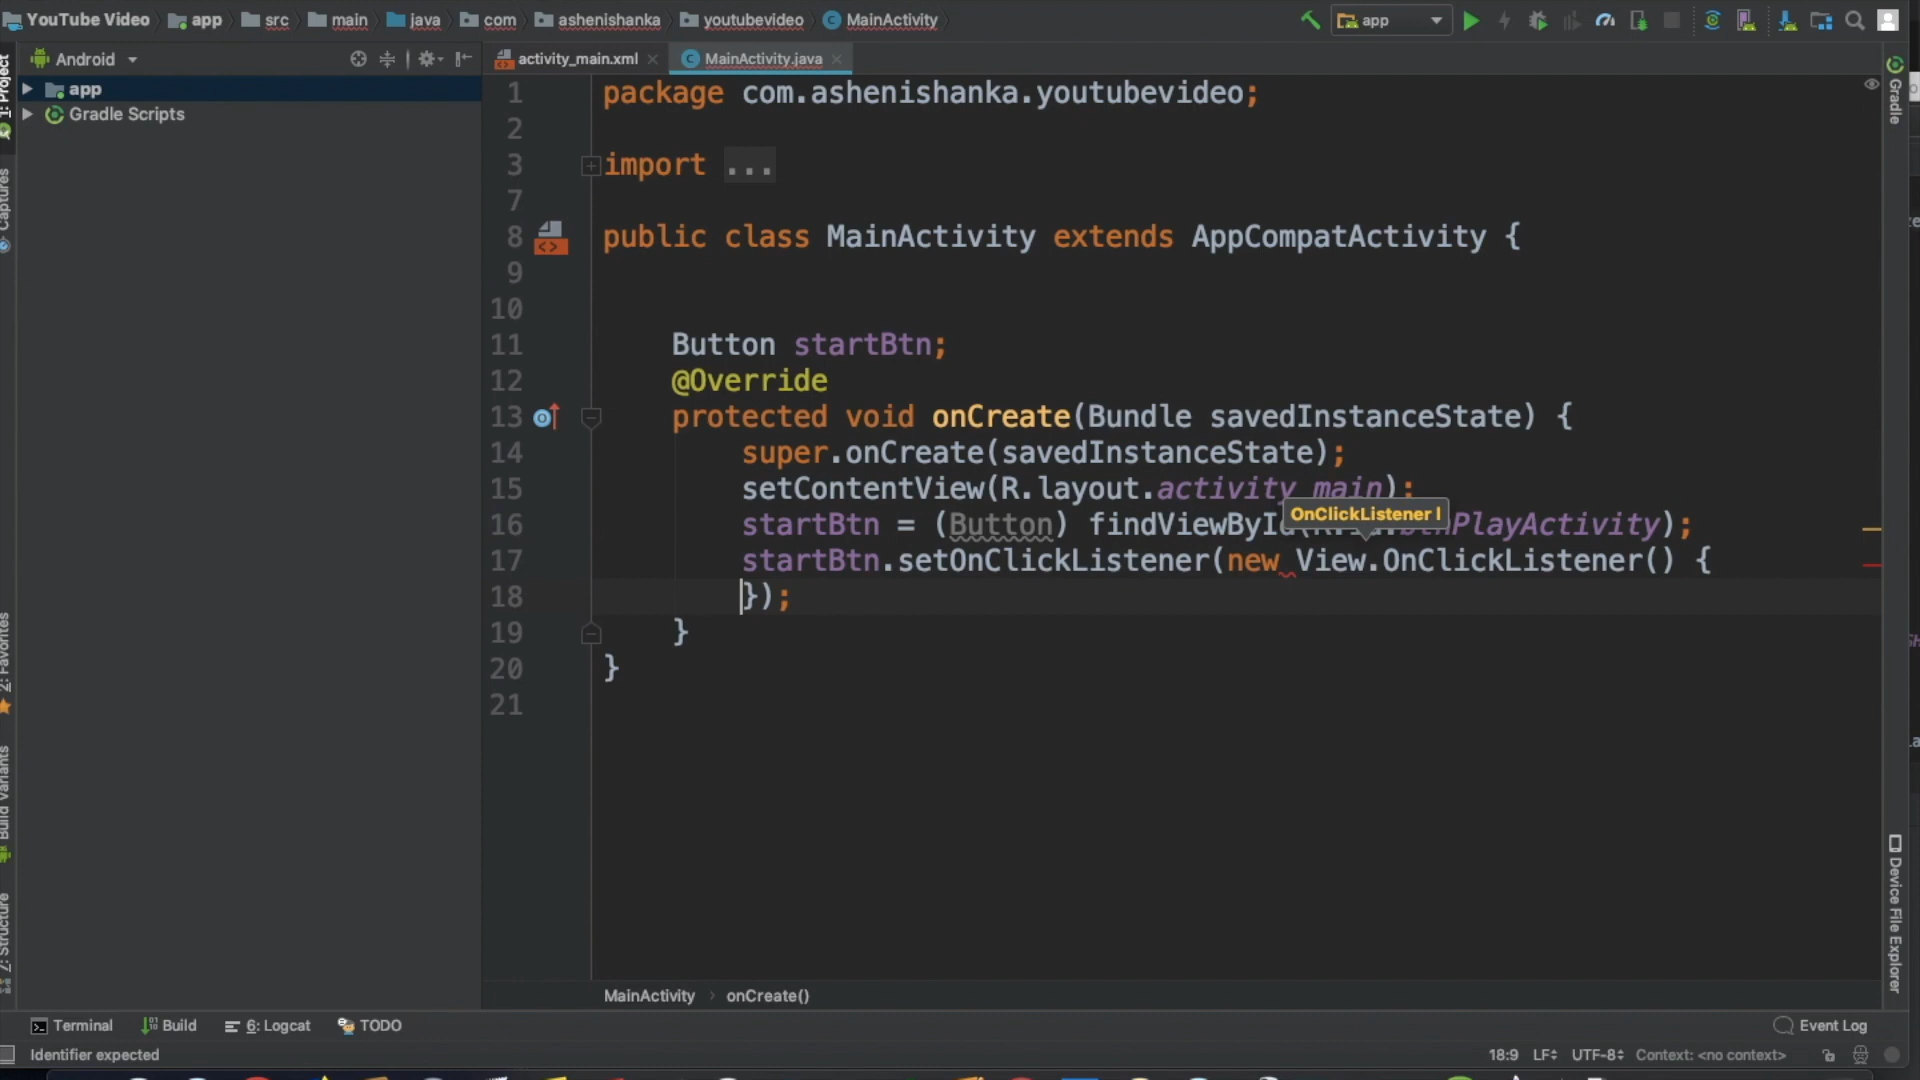 YouTube Video app src main java com ashenishanka youtubevideo MainActivity app
Android
activity_main.xml MainActivity.java
app
Gradle Scripts
1: Project
Captures
2: Favorites
Build Variants
7: Structure
1 package com.ashenishanka.youtubevideo;
2
3 import ...
7
8 public class MainActivity extends AppCompatActivity {
9
10
11 Button startBtn;
12 @Override
13 protected void onCreate(Bundle savedInstanceState) {
14 super.onCreate(savedInstanceState);
15 setContentView(R.layout.activity_main);
OnClickListener I
16 startBtn = (Button) findViewById(R.id.btnPlayActivity);
17 startBtn.setOnClickListener(new View.OnClickListener() {
18 });
19 }
20 }
21
Gradle
Device File Explorer
MainActivity onCreate()
Terminal Build 6: Logcat TODO Event Log
Identifier expected 18:9 LF UTF-8 Context: <no context>